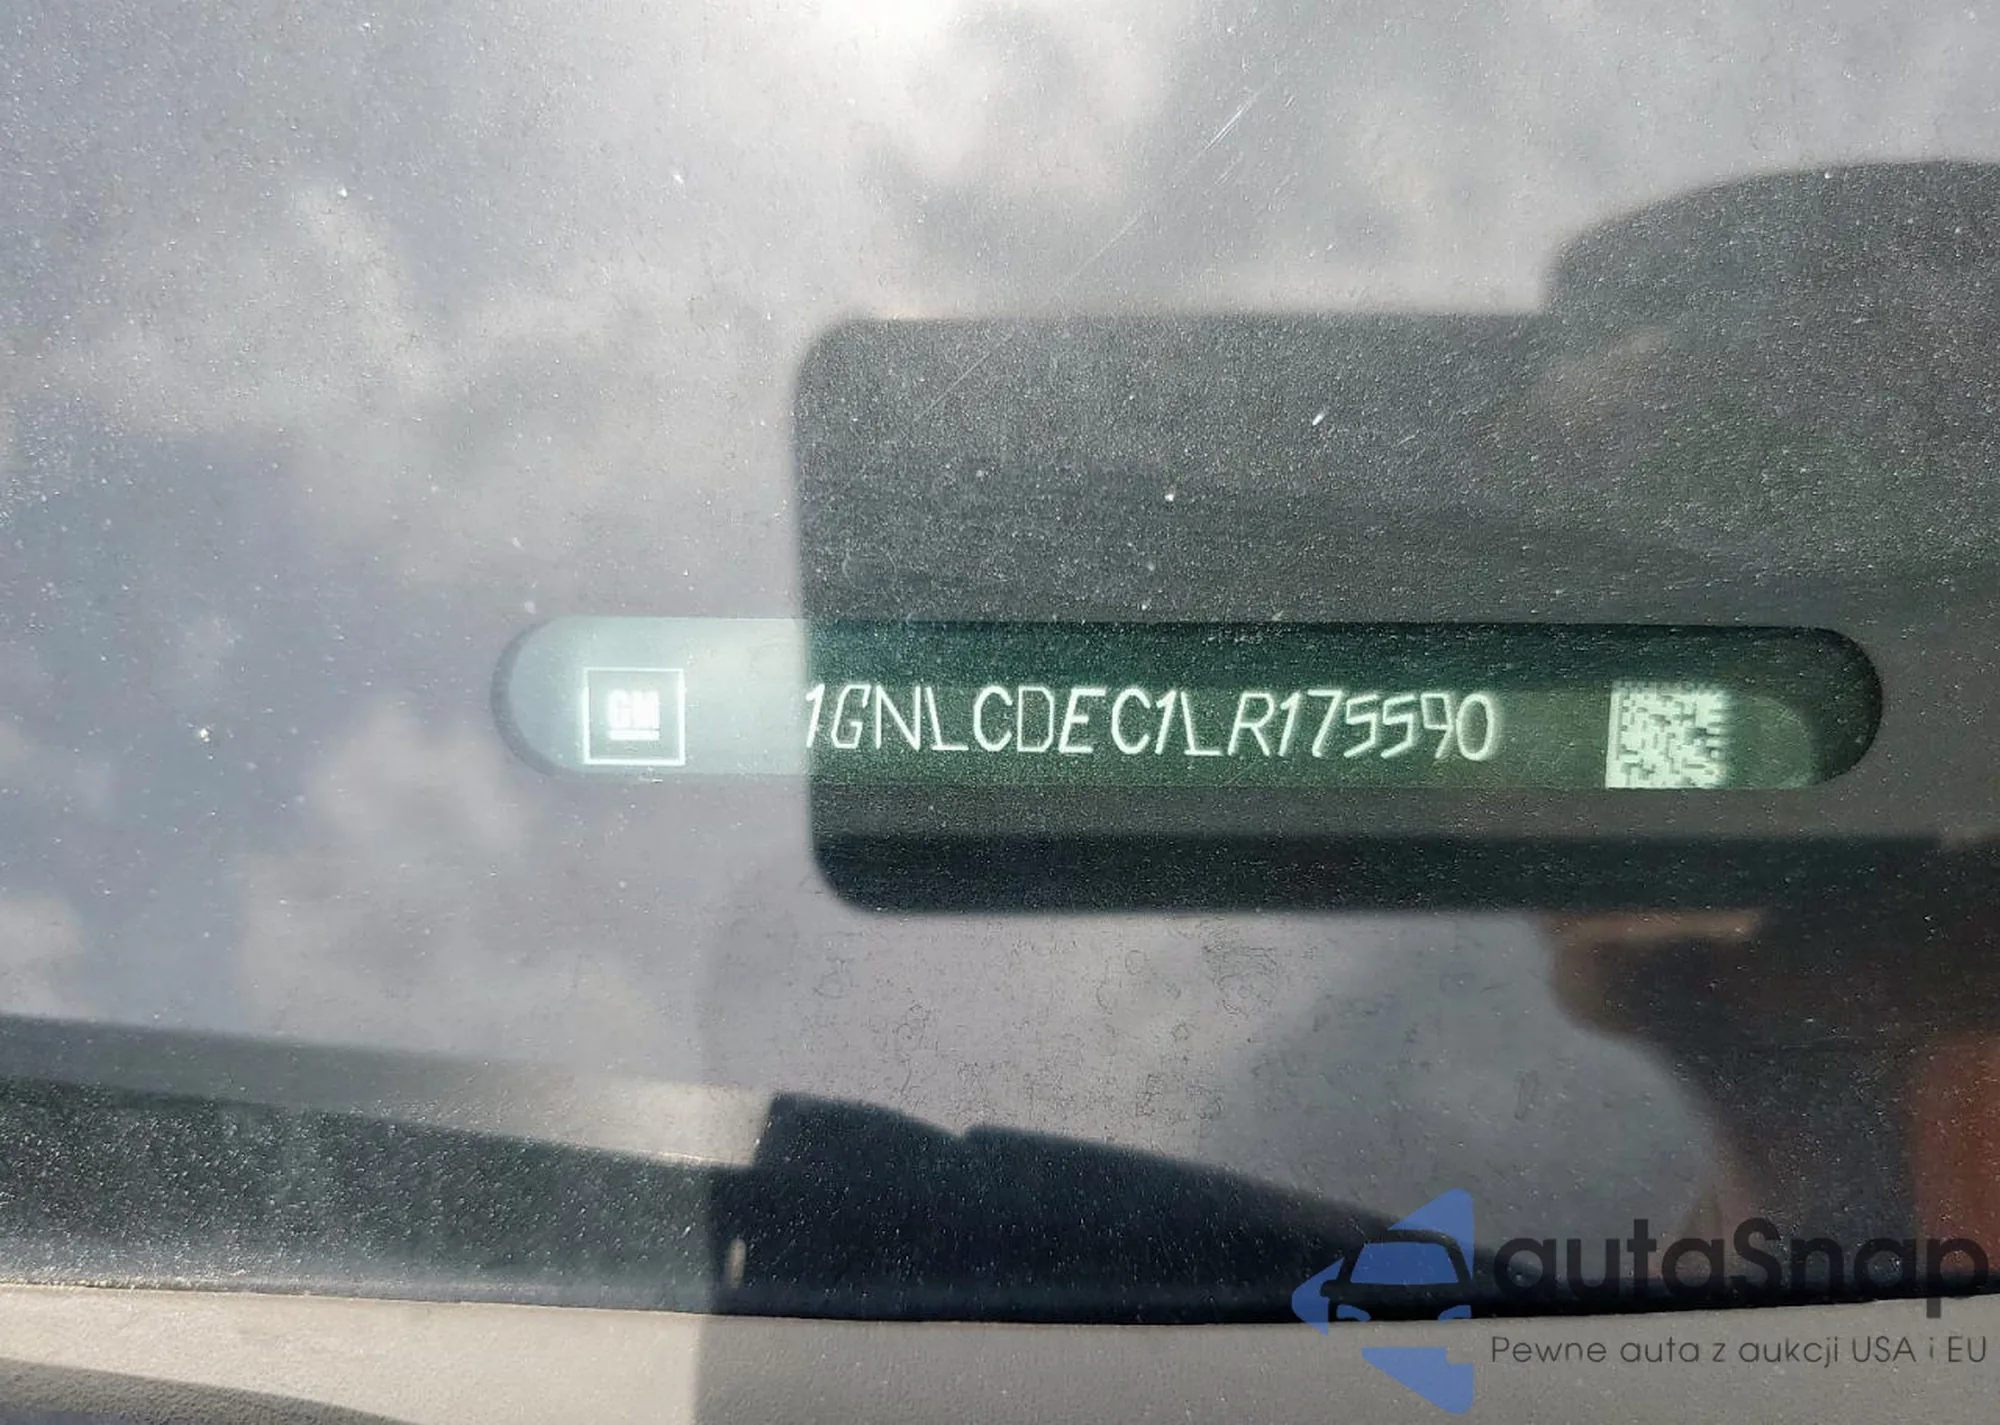 GM 1GNLCDEC1LR175590
autaSnap
Pewne auta z aukcji USA i EU